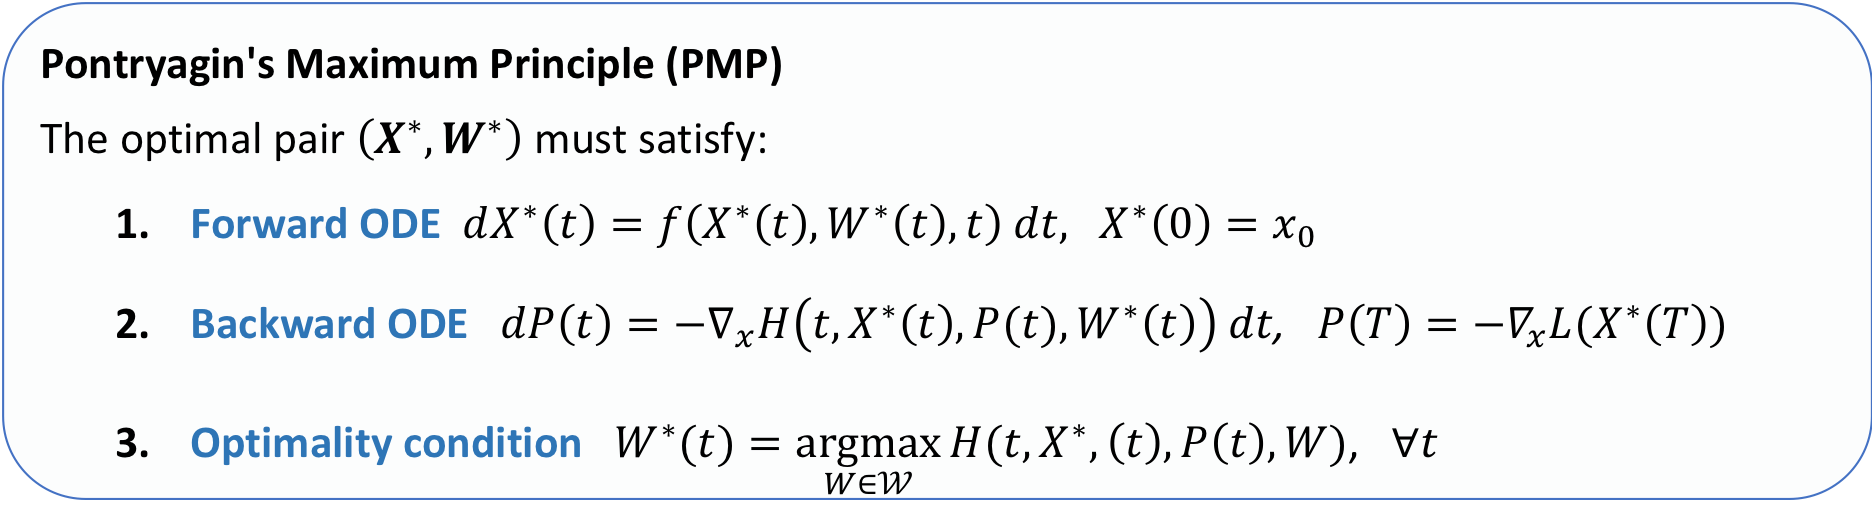 Pontryagin's Maximum Principle (PMP)
The optimal pair (X*, W*) must satisfy:
1. Forward ODE dX*(t) = f(X*(t), W*(t), t) dt, X*(0) = x₀
2. Backward ODE dP(t) = −∇ₓH(t, X*(t), P(t), W*(t)) dt, P(T) = −∇ₓL(X*(T))
3. Optimality condition W*(t) = argmax H(t, X*, (t), P(t), W), ∀t
W∈𝒲